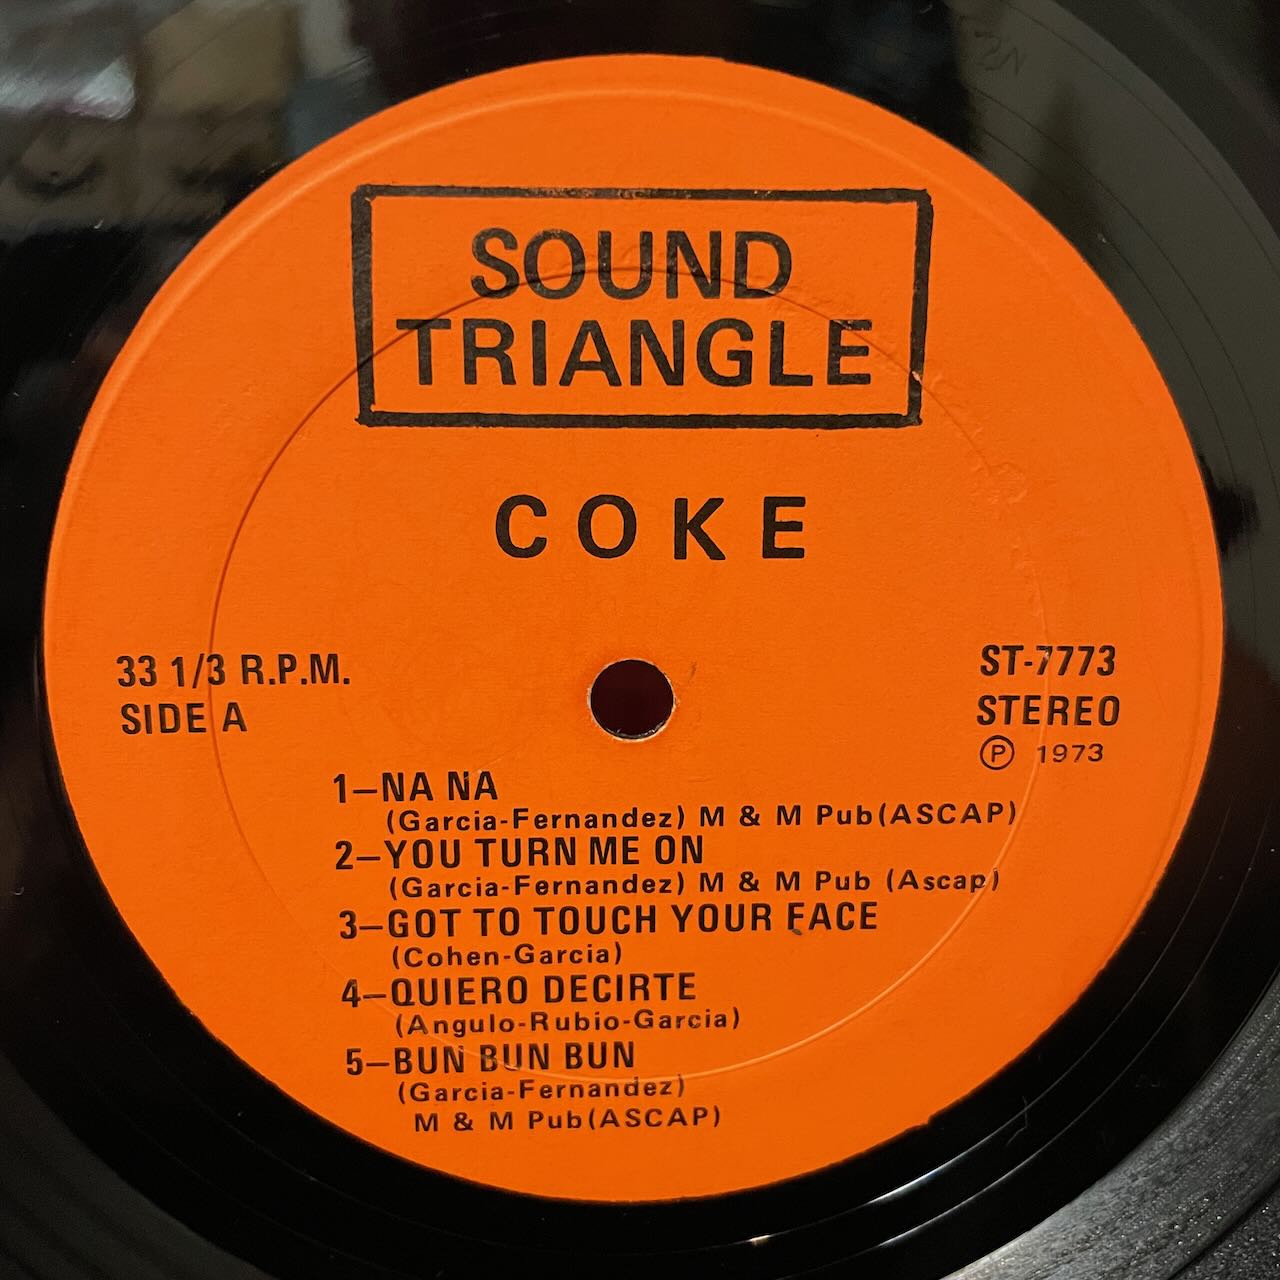 SOUND
TRIANGLE
COKE
33 1/3 R.P.M.
SIDE A
ST-7773
STEREO
Ⓟ 1973
1—NA NA
(Garcia-Fernandez) M & M Pub(ASCAP)
2—YOU TURN ME ON
(Garcia-Fernandez) M & M Pub (Ascap)
3—GOT TO TOUCH YOUR FACE
(Cohen-Garcia)
4—QUIERO DECIRTE
(Angulo-Rubio-Garcia)
5—BUN BUN BUN
(Garcia-Fernandez)
M & M Pub(ASCAP)